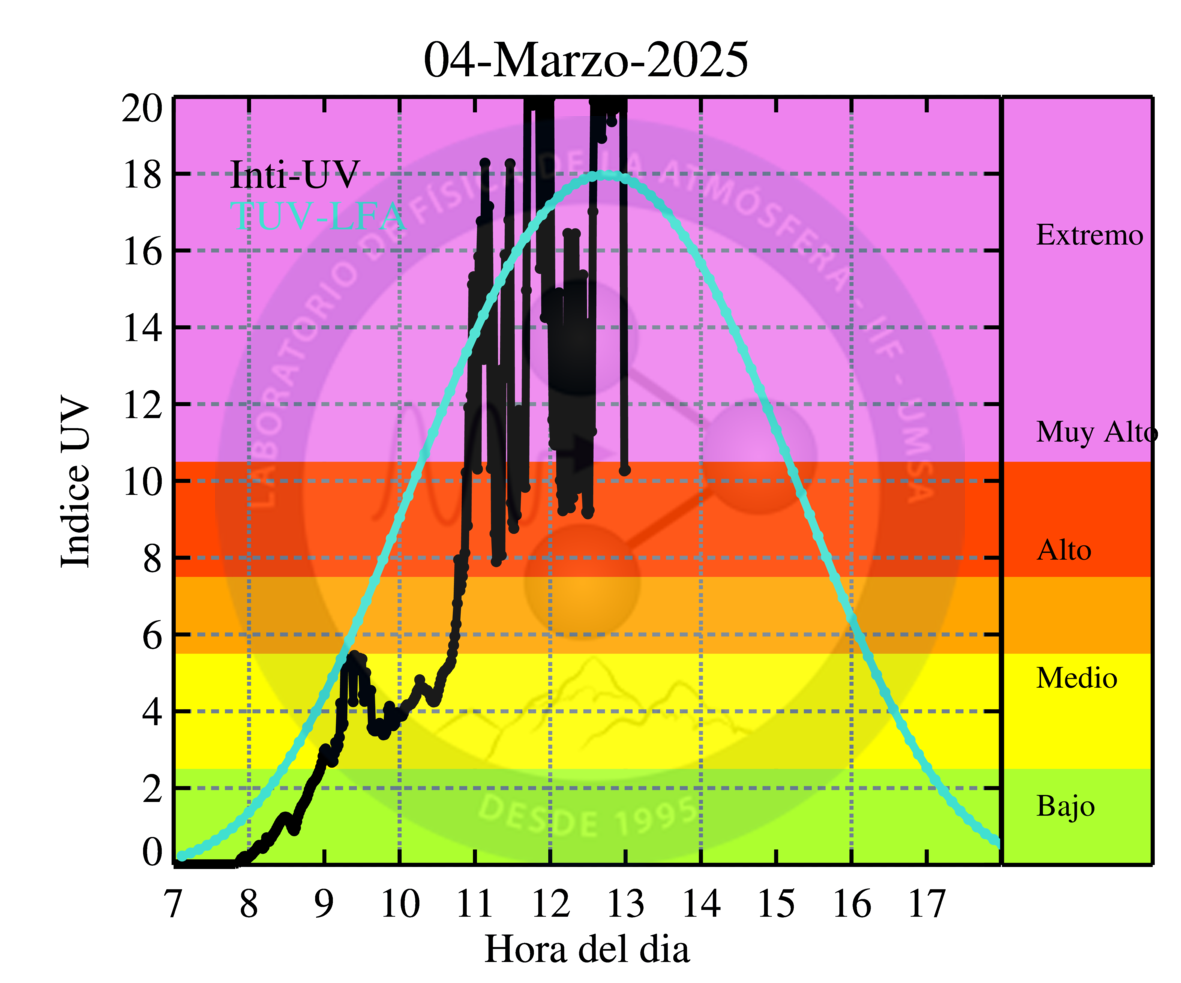 04-Marzo-2025
Inti-UV
TUV-LFA
Indice UV
20
18
16
14
12
10
8
6
4
2
0
7 8 9 10 11 12 13 14 15 16 17
Hora del dia
Extremo
Muy Alto
Alto
Medio
Bajo
LABORATORIO DE FÍSICA DE LA ATMÓSFERA - IIF - UMSA
DESDE 1995